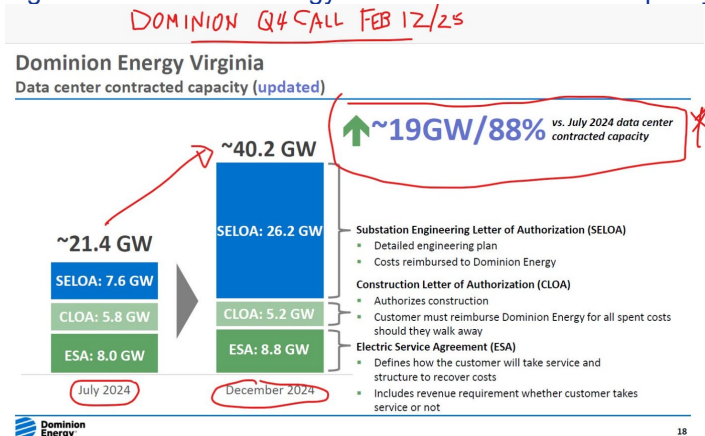 DOMINION Q4 CALL FEB 12/25
Dominion Energy Virginia
Data center contracted capacity (updated)
~19GW/88% vs. July 2024 data center
contracted capacity
~40.2 GW
~21.4 GW
SELOA: 7.6 GW
CLOA: 5.8 GW
ESA: 8.0 GW
July 2024
SELOA: 26.2 GW
CLOA: 5.2 GW
ESA: 8.8 GW
December 2024
Substation Engineering Letter of Authorization (SELOA)
Detailed engineering plan
Costs reimbursed to Dominion Energy
Construction Letter of Authorization (CLOA)
Authorizes construction
Customer must reimburse Dominion Energy for all spent costs
should they walk away
Electric Service Agreement (ESA)
Defines how the customer will take service and
structure to recover costs
Includes revenue requirement whether customer takes
service or not
Dominion
Energy
18